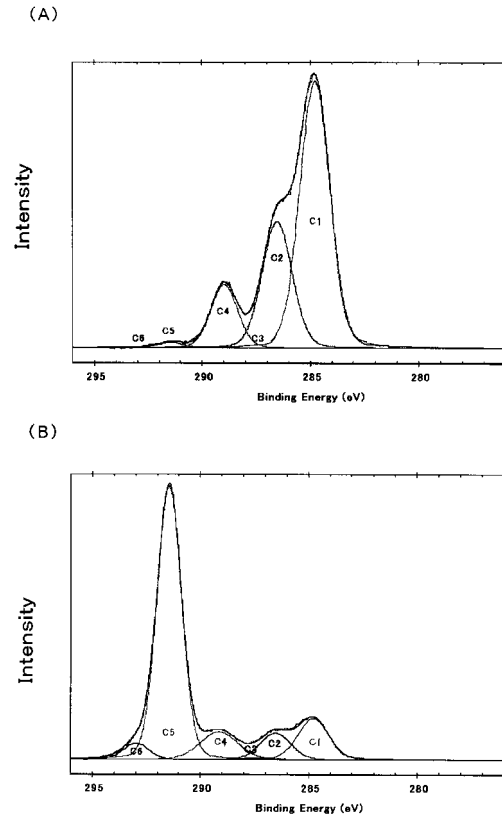 (A)
Intensity
C1
C2
C4
C3
C5
C6
295 290 285 280
Binding Energy (eV)
(B)
Intensity
C5
C6
C4
C3
C2
C1
295 290 285 280
Binding Energy (eV)